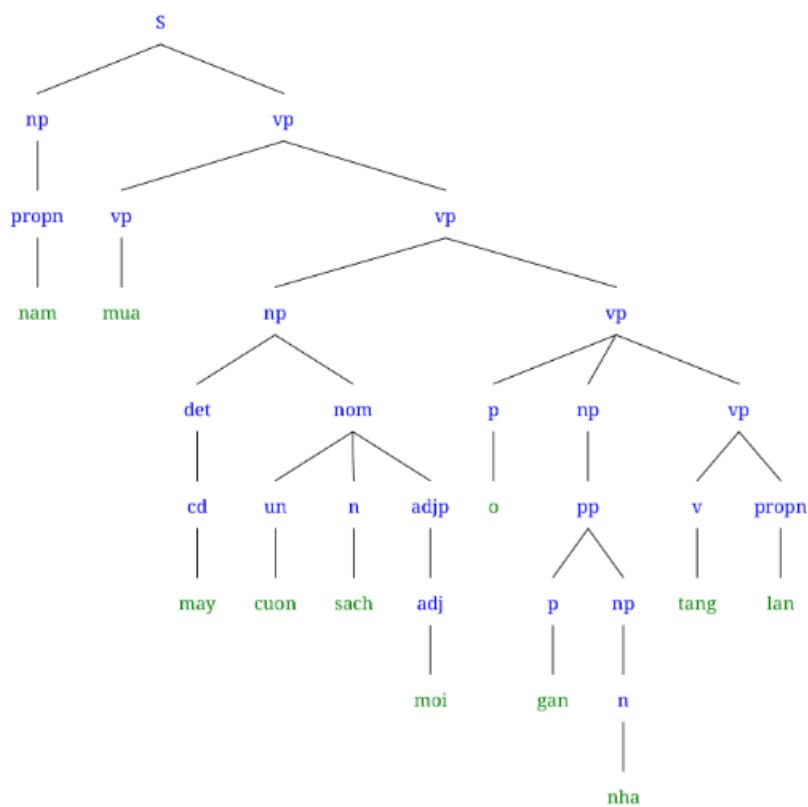 S
np vp
propn vp vp
nam mua np vp
det nom p np vp
cd un n adjp o pp v propn
may cuon sach adj p np tang lan
moi gan n
nha